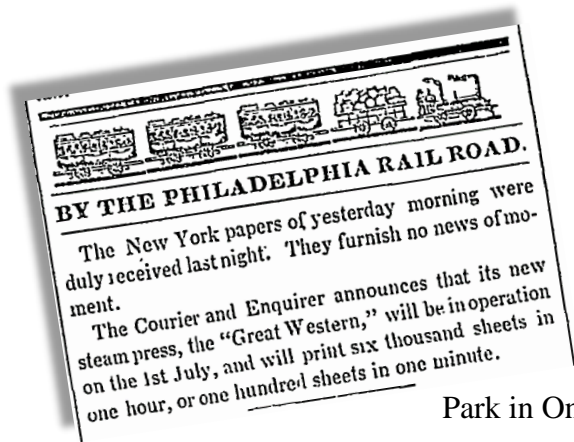 BY THE PHILADELPHIA RAIL ROAD.
The New York papers of yesterday morning were
duly received last night. They furnish no news of mo-
ment.
The Courier and Enquirer announces that its new
steam press, the “Great Western,” will be in operation
on the 1st July, and will print six thousand sheets in
one hour, or one hundred sheets in one minute.
Park in